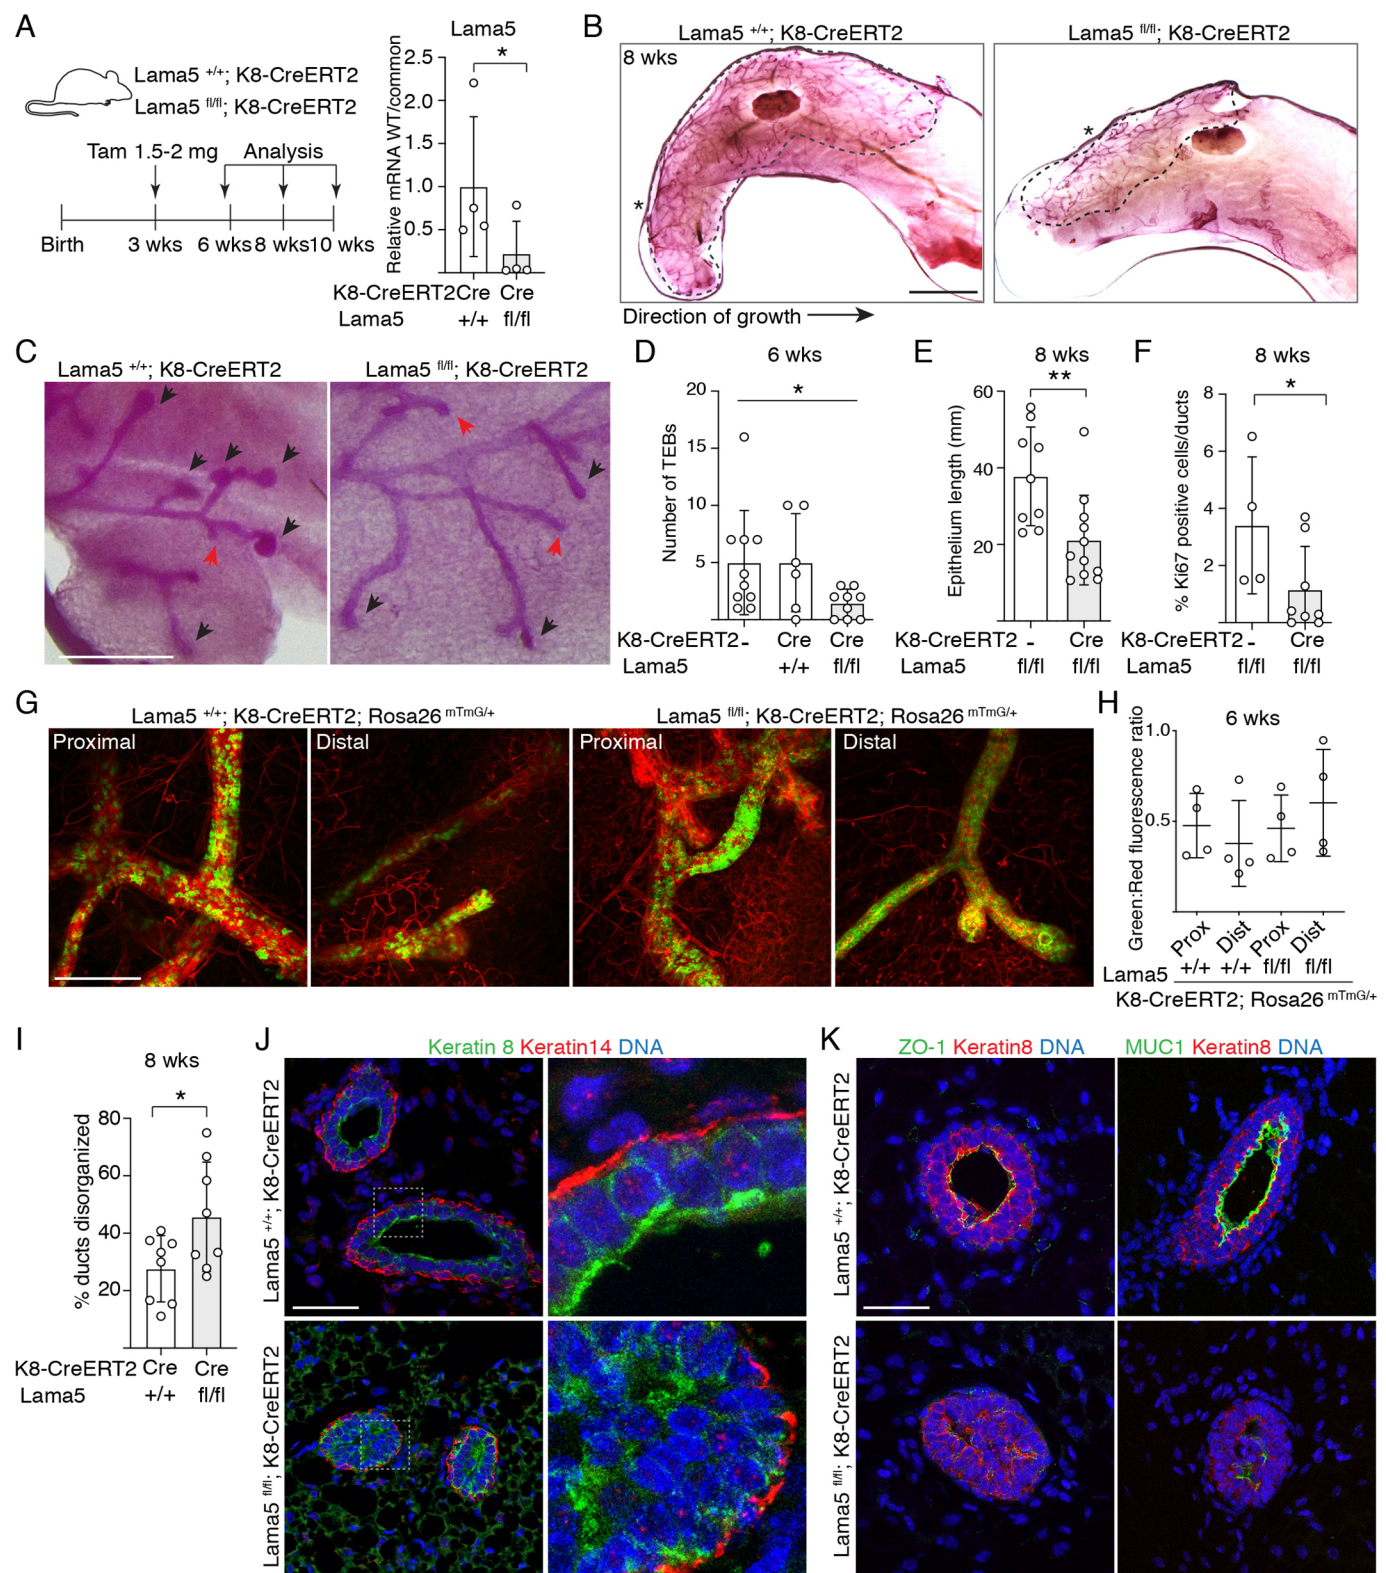 A
Lama5 +/+; K8-CreERT2
Lama5 fl/fl; K8-CreERT2
Tam 1.5-2 mg
Analysis
Birth
3 wks
6 wks
8 wks
10 wks
Lama5
*
Relative mRNA WT/common
2.5
2.0
1.5
1.0
0.5
K8-CreERT2 Cre Cre
Lama5 +/+ fl/fl
B
Lama5 +/+; K8-CreERT2
Lama5 fl/fl; K8-CreERT2
8 wks
*
*
Direction of growth
C
Lama5 +/+; K8-CreERT2
Lama5 fl/fl; K8-CreERT2
D
6 wks
*
Number of TEBs
20
15
10
5
K8-CreERT2 - Cre Cre
Lama5 +/+ fl/fl
E
8 wks
**
Epithelium length (mm)
60
40
20
K8-CreERT2 - Cre
Lama5 fl/fl fl/fl
F
8 wks
*
% Ki67 positive cells/ducts
8
6
4
2
K8-CreERT2 - Cre
Lama5 fl/fl fl/fl
G
Lama5 +/+; K8-CreERT2; Rosa26 mTmG/+
Lama5 fl/fl; K8-CreERT2; Rosa26 mTmG/+
Proximal
Distal
Proximal
Distal
H
6 wks
Green:Red fluorescence ratio
1.0
0.5
Prox Dist Prox Dist
Lama5 +/+ +/+ fl/fl fl/fl
K8-CreERT2; Rosa26 mTmG/+
I
8 wks
*
% ducts disorganized
80
60
40
20
K8-CreERT2 Cre Cre
Lama5 +/+ fl/fl
J
Keratin 8 Keratin14 DNA
Lama5 +/+; K8-CreERT2
Lama5 fl/fl; K8-CreERT2
K
ZO-1 Keratin8 DNA
MUC1 Keratin8 DNA
Lama5 +/+; K8-CreERT2
Lama5 fl/fl; K8-CreERT2